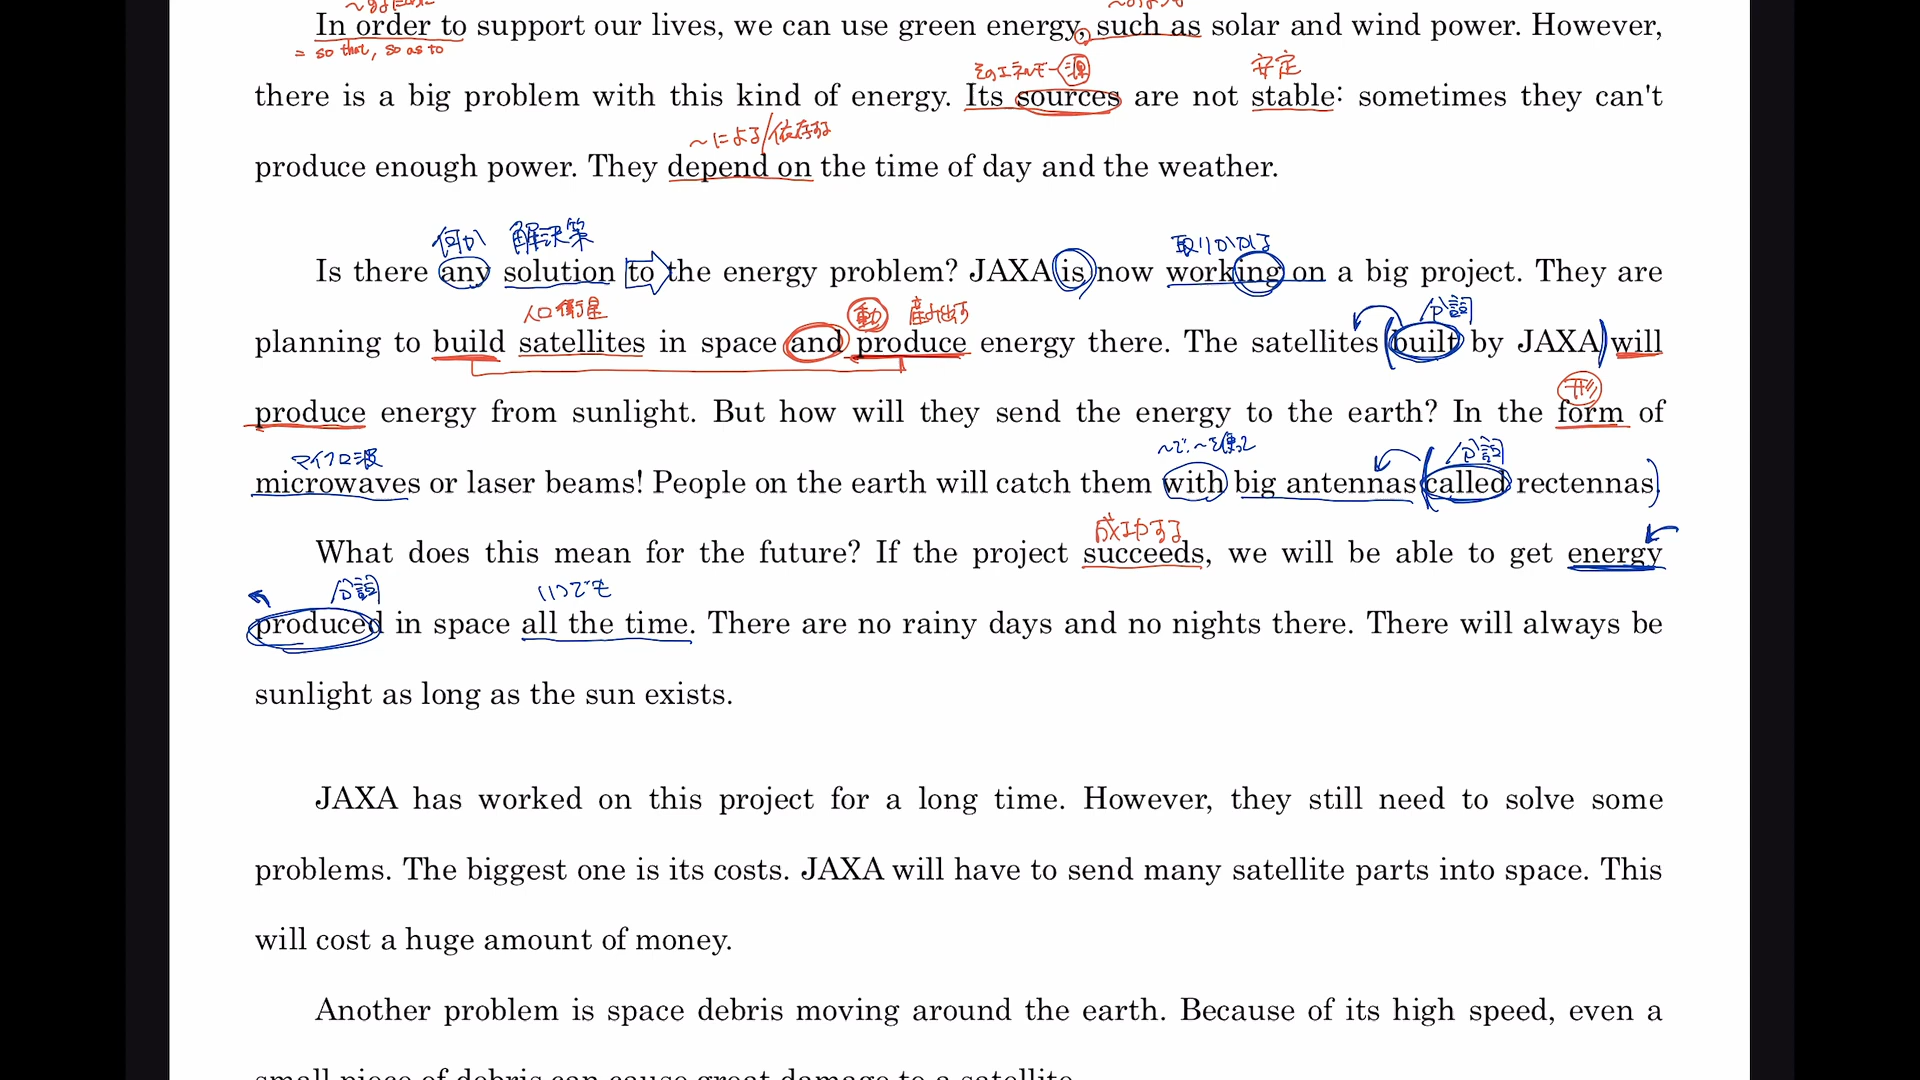 In order to support our lives, we can use green energy, such as solar and wind power. However,
= so that, so as to
そのエネルギー源 安定
there is a big problem with this kind of energy. Its sources are not stable: sometimes they can't
〜による/依存する
produce enough power. They depend on the time of day and the weather.
何か 解決策 取りかかる
Is there any solution to the energy problem? JAXA is now working on a big project. They are
人口衛星 動 産み出す 分詞
planning to build satellites in space and produce energy there. The satellites (built by JAXA) will
形
produce energy from sunlight. But how will they send the energy to the earth? In the form of
マイクロ波 〜で、〜を使って 分詞
microwaves or laser beams! People on the earth will catch them with big antennas (called rectennas).
成功する
What does this mean for the future? If the project succeeds, we will be able to get energy
分詞 いつでも
produced in space all the time. There are no rainy days and no nights there. There will always be
sunlight as long as the sun exists.
JAXA has worked on this project for a long time. However, they still need to solve some
problems. The biggest one is its costs. JAXA will have to send many satellite parts into space. This
will cost a huge amount of money.
Another problem is space debris moving around the earth. Because of its high speed, even a
small piece of debris can cause great damage to a satellite.